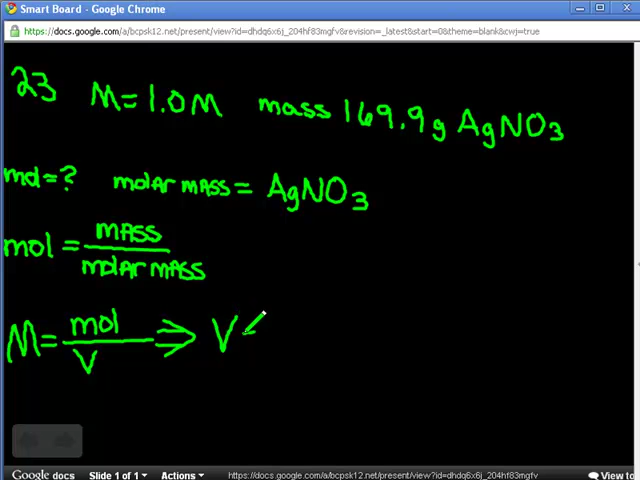 Smart Board - Google Chrome
https://docs.google.com/a/bcpsk12.net/present/view?id=dhdq6x6j_204hf83mgfv&revision=_latest&start=0&theme=blank&cwj=true
23 M=1.0M mass 169.9g AgNO3
mol=? molar mass = AgNO3
mol = mass
molar mass
M = mol
V
⇒ V
Google docs Slide 1 of 1 Actions https://docs.google.com/a/bcpsk12.net/present/view?id=dhdq6x6j_204hf83mgfv View to